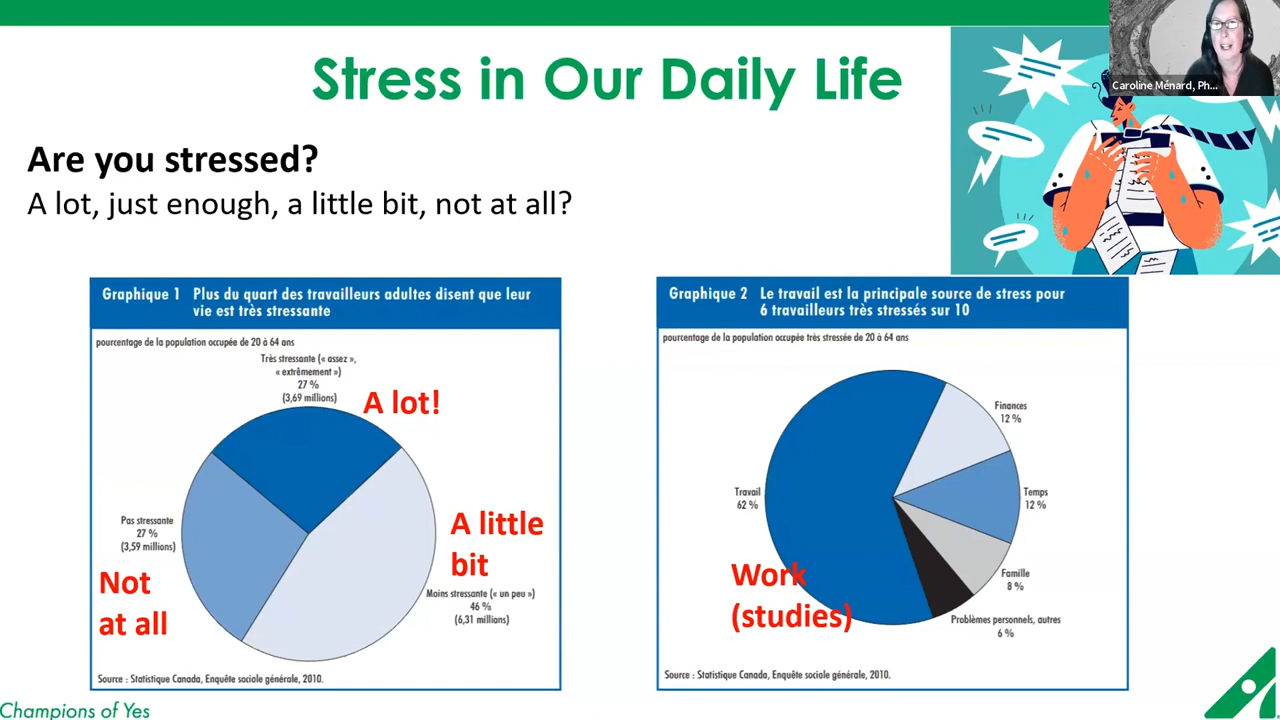 Stress in Our Daily Life
Caroline Ménard, Ph...
Are you stressed?
A lot, just enough, a little bit, not at all?
Graphique 1 Plus du quart des travailleurs adultes disent que leur
vie est très stressante
pourcentage de la population occupée de 20 à 64 ans
Très stressante (« assez »,
« extrêmement »)
27 %
(3,69 millions)
A lot!
Pas stressante
27 %
(3,59 millions)
Not
at all
A little
bit
Moins stressante (« un peu »)
46 %
(6,31 millions)
Source : Statistique Canada, Enquête sociale générale, 2010.
Graphique 2 Le travail est la principale source de stress pour
6 travailleurs très stressés sur 10
pourcentage de la population occupée très stressée de 20 à 64 ans
Finances
12 %
Travail
62 %
Temps
12 %
Work
(studies)
Famille
8 %
Problèmes personnels, autres
6 %
Source : Statistique Canada, Enquête sociale générale, 2010.
Champions of Yes